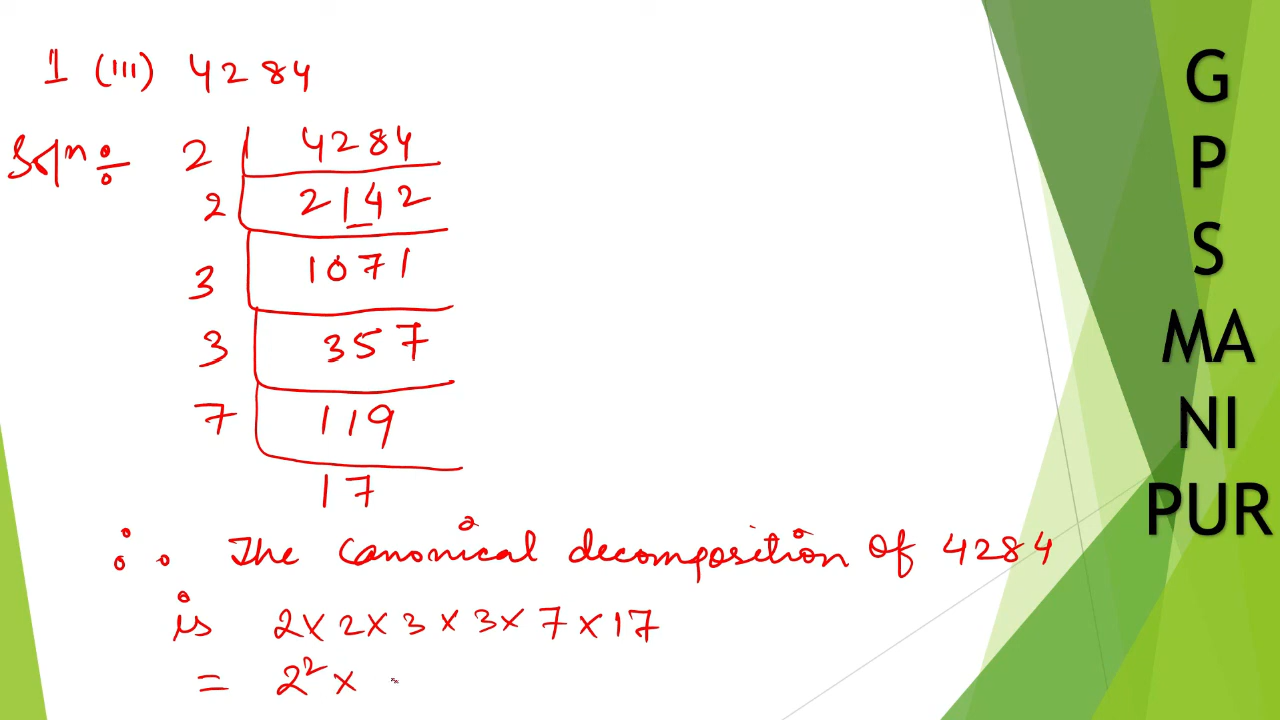 1 (iii) 4284
Solⁿ÷ 2 | 4284
2 | 2142
3 | 1071
3 | 357
7 | 119
17
∴ The canonical decomposition of 4284
is 2×2×3×3×7×17
= 2²×
G
P
S
MA
NI
PUR